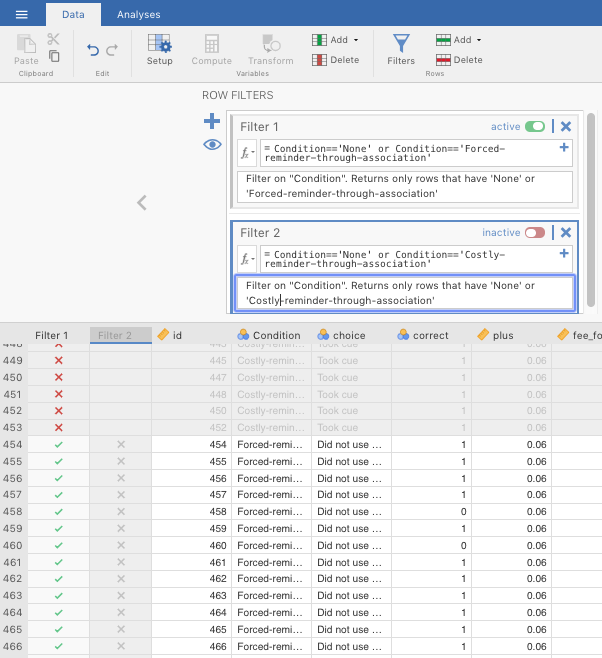 Data Analyses
Paste Setup Compute Transform Add Delete Filters Add Delete
Clipboard Edit Variables Rows
ROW FILTERS
Filter 1 active
fx = Condition=='None' or Condition=='Forced-
reminder-through-association'
Filter on "Condition". Returns only rows that have 'None' or
'Forced-reminder-through-association'
Filter 2 inactive
fx = Condition=='None' or Condition=='Costly-
reminder-through-association'
Filter on "Condition". Returns only rows that have 'None' or
'Costly-reminder-through-association'
Filter 1 Filter 2 id Condition choice correct plus fee_fo
449 445 Costly-remin... Took cue 1 0.06
450 447 Costly-remin... Took cue 1 0.06
451 448 Costly-remin... Took cue 1 0.06
452 450 Costly-remin... Took cue 1 0.06
453 452 Costly-remin... Took cue 1 0.06
454 454 Forced-remi... Did not use ... 1 0.06
455 455 Forced-remi... Did not use ... 1 0.06
456 456 Forced-remi... Did not use ... 1 0.06
457 457 Forced-remi... Did not use ... 1 0.06
458 458 Forced-remi... Did not use ... 0 0.06
459 459 Forced-remi... Did not use ... 1 0.06
460 460 Forced-remi... Did not use ... 0 0.06
461 461 Forced-remi... Did not use ... 1 0.06
462 462 Forced-remi... Did not use ... 1 0.06
463 463 Forced-remi... Did not use ... 1 0.06
464 464 Forced-remi... Did not use ... 1 0.06
465 465 Forced-remi... Did not use ... 1 0.06
466 466 Forced-remi... Did not use ... 1 0.06